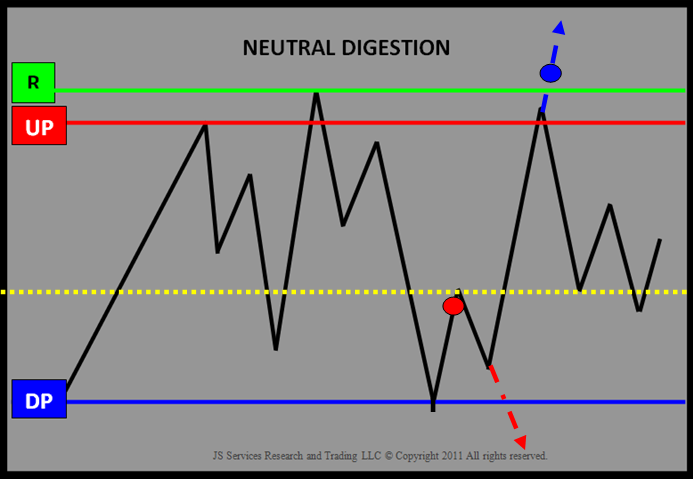 NEUTRAL DIGESTION
R
UP
DP
JS Services Research and Trading LLC © Copyright 2011 All rights reserved.